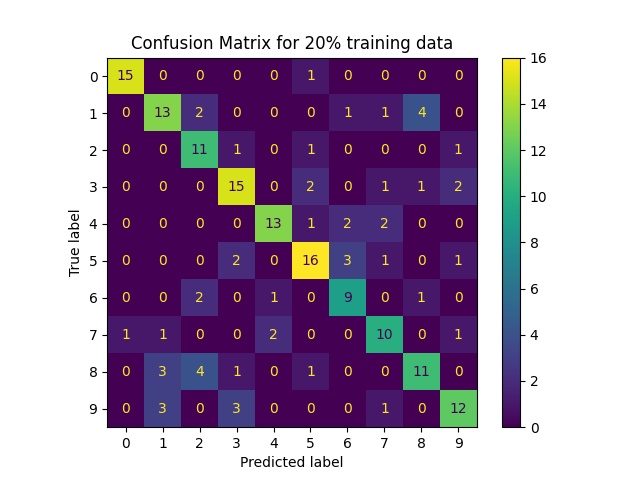 Confusion Matrix for 20% training data
0 15 0 0 0 0 1 0 0 0 0
1 0 13 2 0 0 0 1 1 4 0
2 0 0 11 1 0 1 0 0 0 1
3 0 0 0 15 0 2 0 1 1 2
4 0 0 0 0 13 1 2 2 0 0
5 0 0 0 2 0 16 3 1 0 1
6 0 0 2 0 1 0 9 0 1 0
7 1 1 0 0 2 0 0 10 0 1
8 0 3 4 1 0 1 0 0 11 0
9 0 3 0 3 0 0 0 1 0 12
0 1 2 3 4 5 6 7 8 9
Predicted label
True label
16
14
12
10
8
6
4
2
0